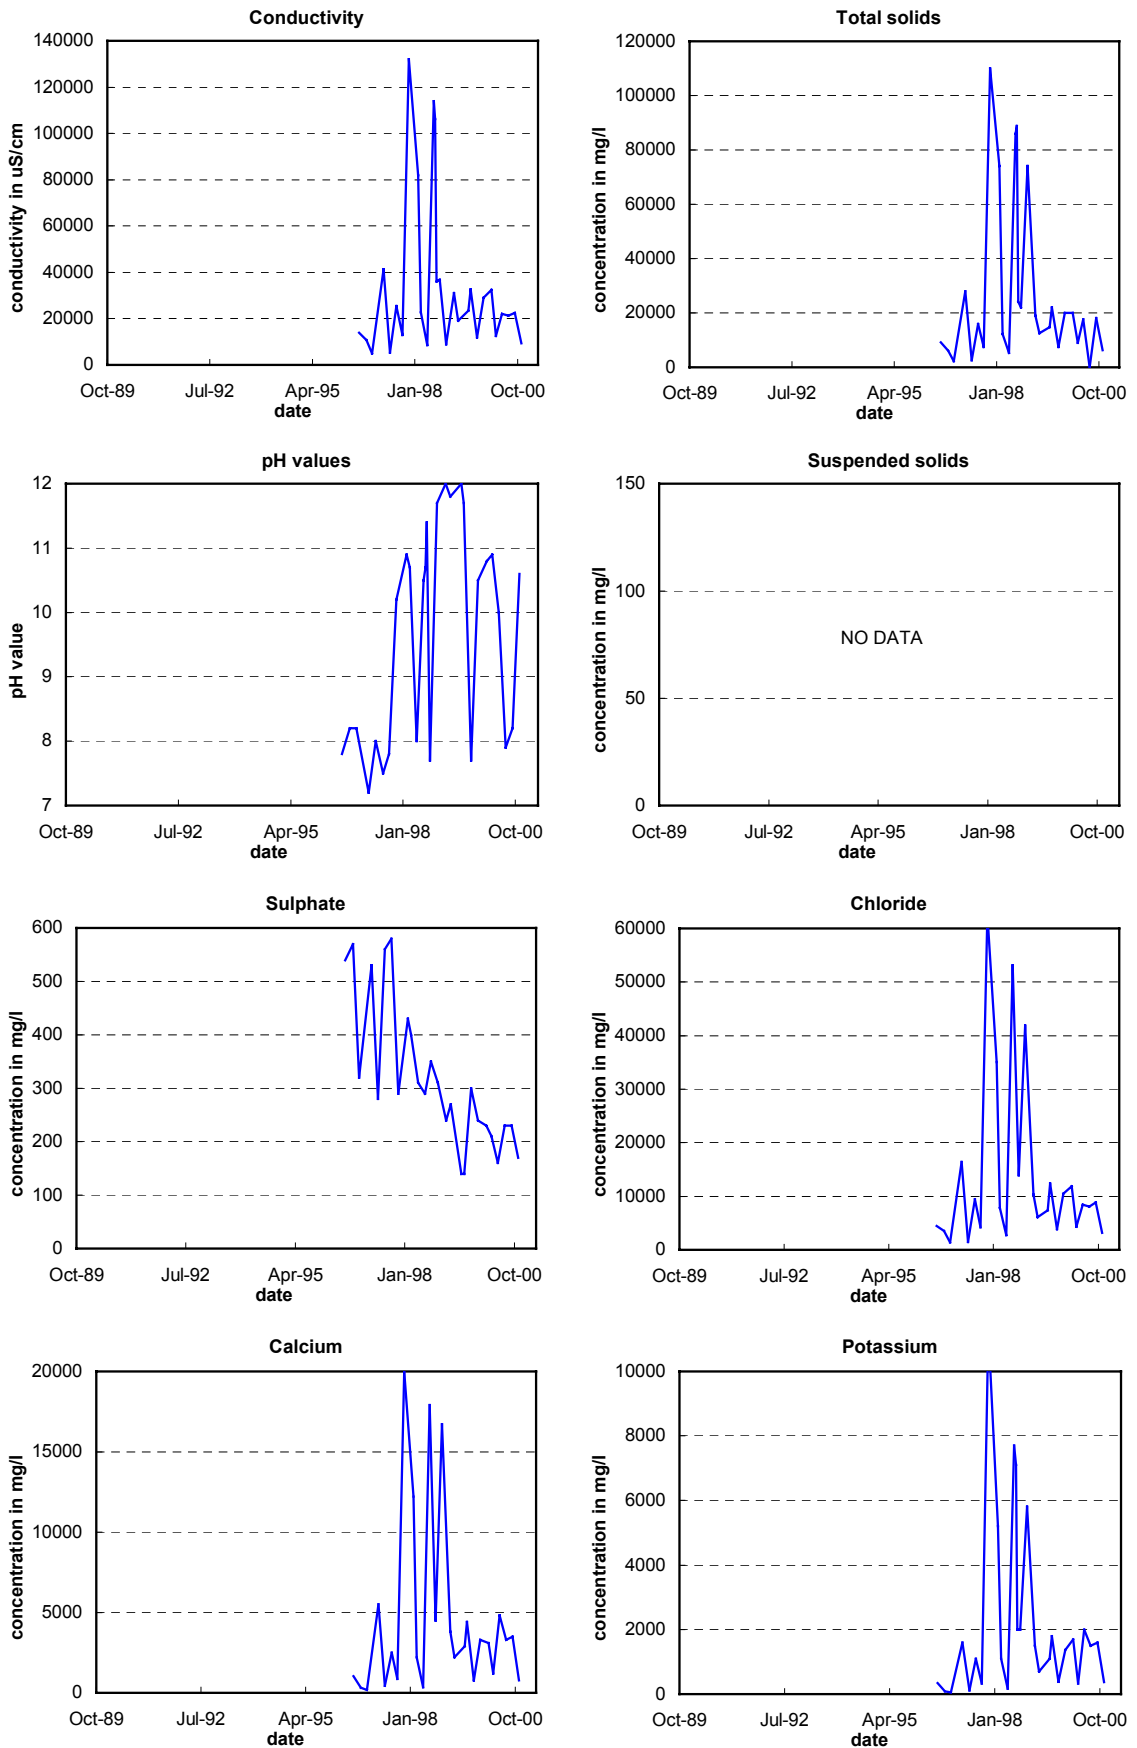 Conductivity
conductivity in uS/cm
140000
120000
100000
80000
60000
40000
20000
0
Oct-89 Jul-92 Apr-95 Jan-98 Oct-00
date
Total solids
concentration in mg/l
120000
100000
80000
60000
40000
20000
0
Oct-89 Jul-92 Apr-95 Jan-98 Oct-00
date
pH values
pH value
12
11
10
9
8
7
Oct-89 Jul-92 Apr-95 Jan-98 Oct-00
date
Suspended solids
concentration in mg/l
150
100
50
0
NO DATA
Oct-89 Jul-92 Apr-95 Jan-98 Oct-00
date
Sulphate
concentration in mg/l
600
500
400
300
200
100
0
Oct-89 Jul-92 Apr-95 Jan-98 Oct-00
date
Chloride
concentration in mg/l
60000
50000
40000
30000
20000
10000
0
Oct-89 Jul-92 Apr-95 Jan-98 Oct-00
date
Calcium
concentration in mg/l
20000
15000
10000
5000
0
Oct-89 Jul-92 Apr-95 Jan-98 Oct-00
date
Potassium
concentration in mg/l
10000
8000
6000
4000
2000
0
Oct-89 Jul-92 Apr-95 Jan-98 Oct-00
date